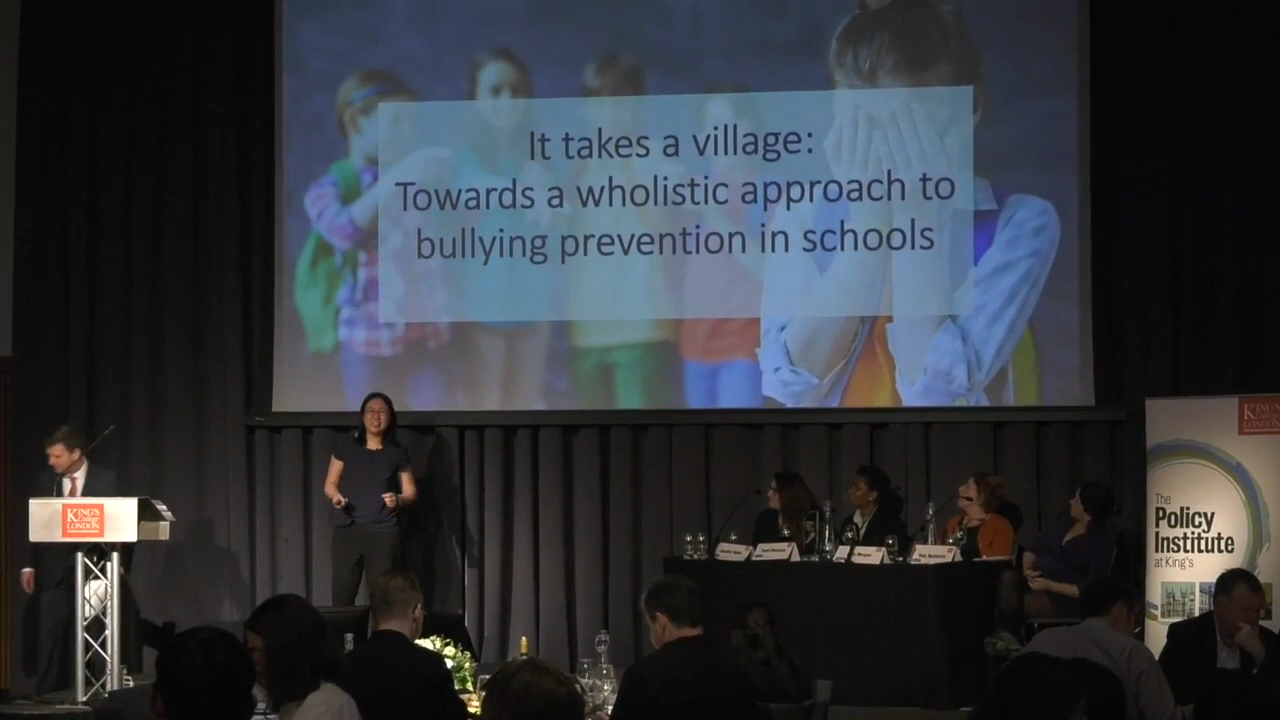 It takes a village:
Towards a wholistic approach to
bullying prevention in schools
KING'S
College
LONDON
KING'S
College
LONDON
The
Policy
Institute
at King's